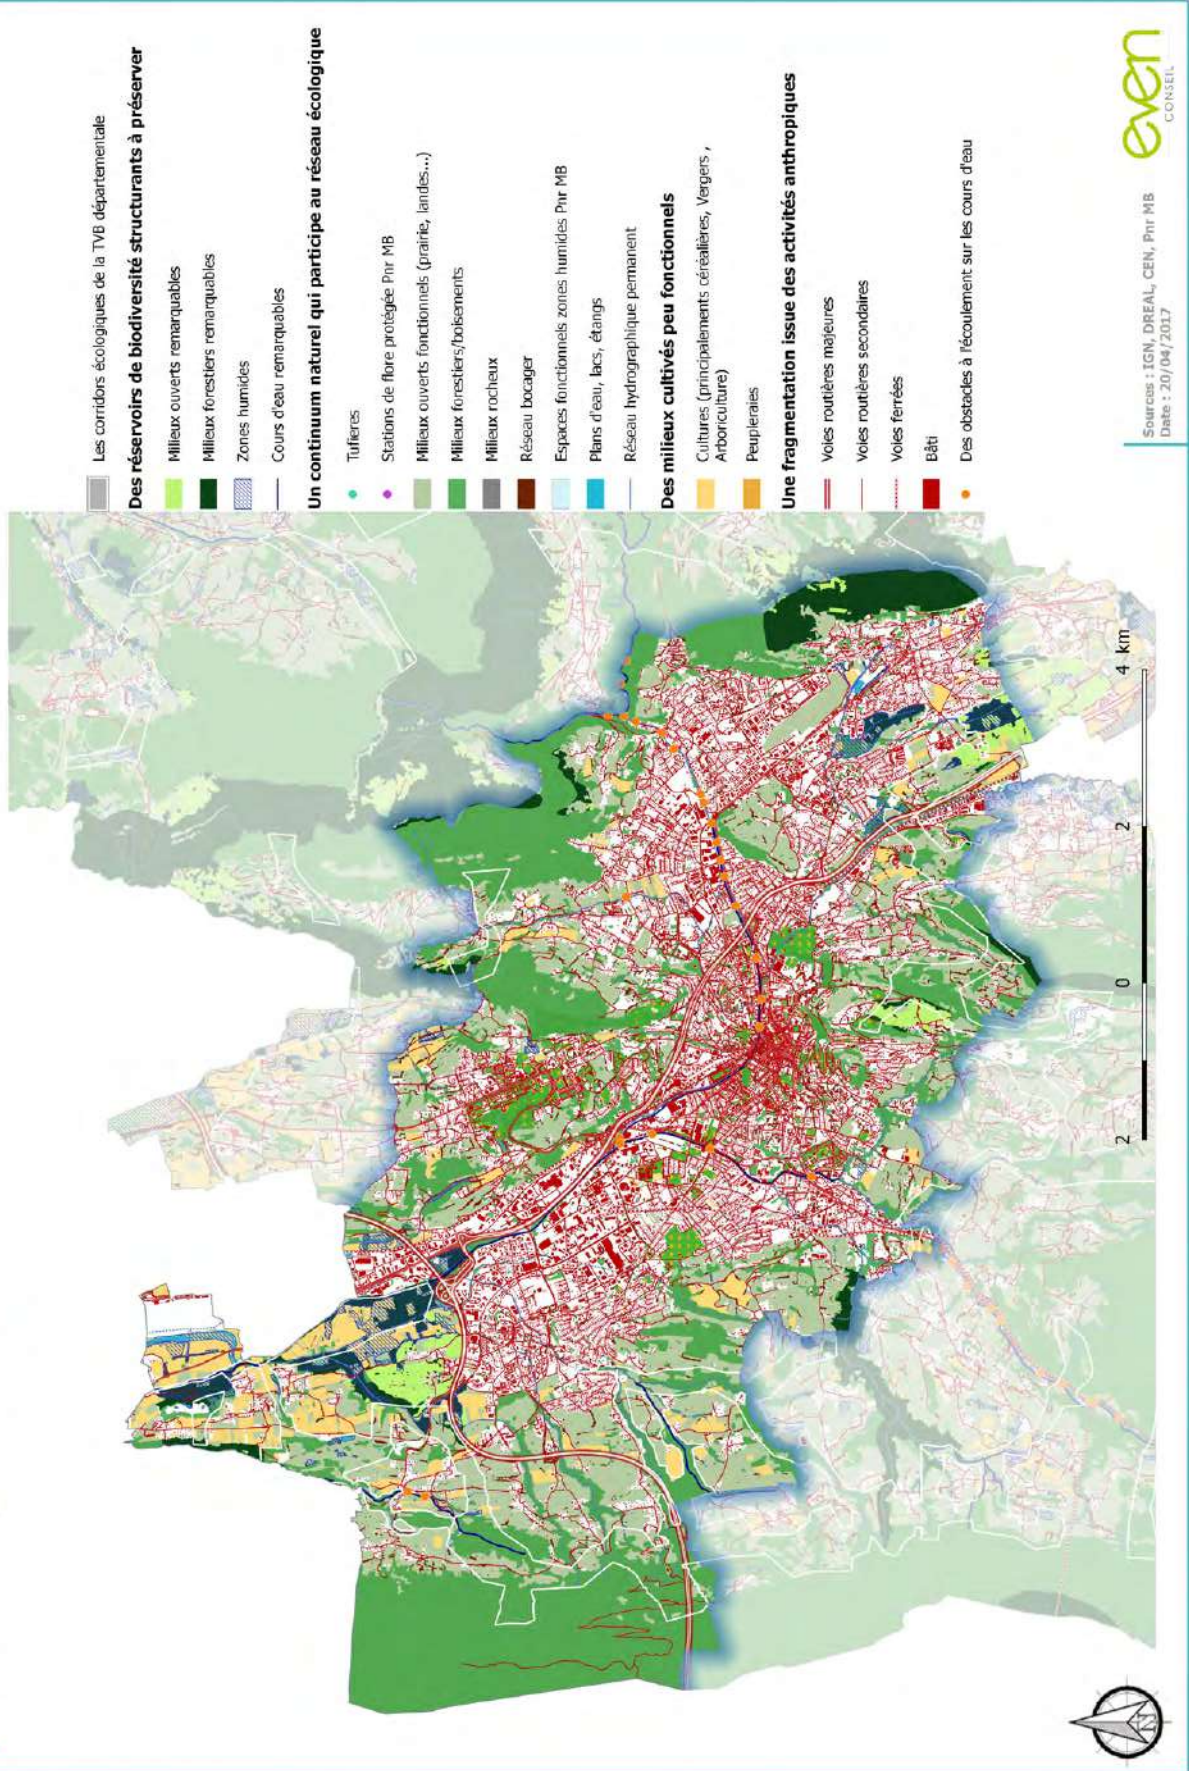 Les corridors écologiques de la TVB départementale
Des réservoirs de biodiversité structurants à préserver
Milieux ouverts remarquables
Milieux forestiers remarquables
Zones humides
Cours d'eau remarquables
Un continuum naturel qui participe au réseau écologique
Tufieres
Stations de flore protégée Pnr MB
Milieux ouverts fonctionnels (prairie, landes...)
Milieux forestiers/boisements
Milieux rocheux
Réseau bocager
Espaces fonctionnels zones humides Pnr MB
Plans d'eau, lacs, étangs
Réseau hydrographique permanent
Des milieux cultivés peu fonctionnels
Cultures (principalements céréalières, Vergers ,
Arboriculture)
Peupleraies
Une fragmentation issue des activités anthropiques
Voies routières majeures
Voies routières secondaires
Voies ferrées
Bâti
Des obstacles à l'écoulement sur les cours d'eau
2 0 2 4 km
N
Sources : IGN, DREAL, CEN, Pnr MB
Date : 20/04/2017
even
CONSEIL